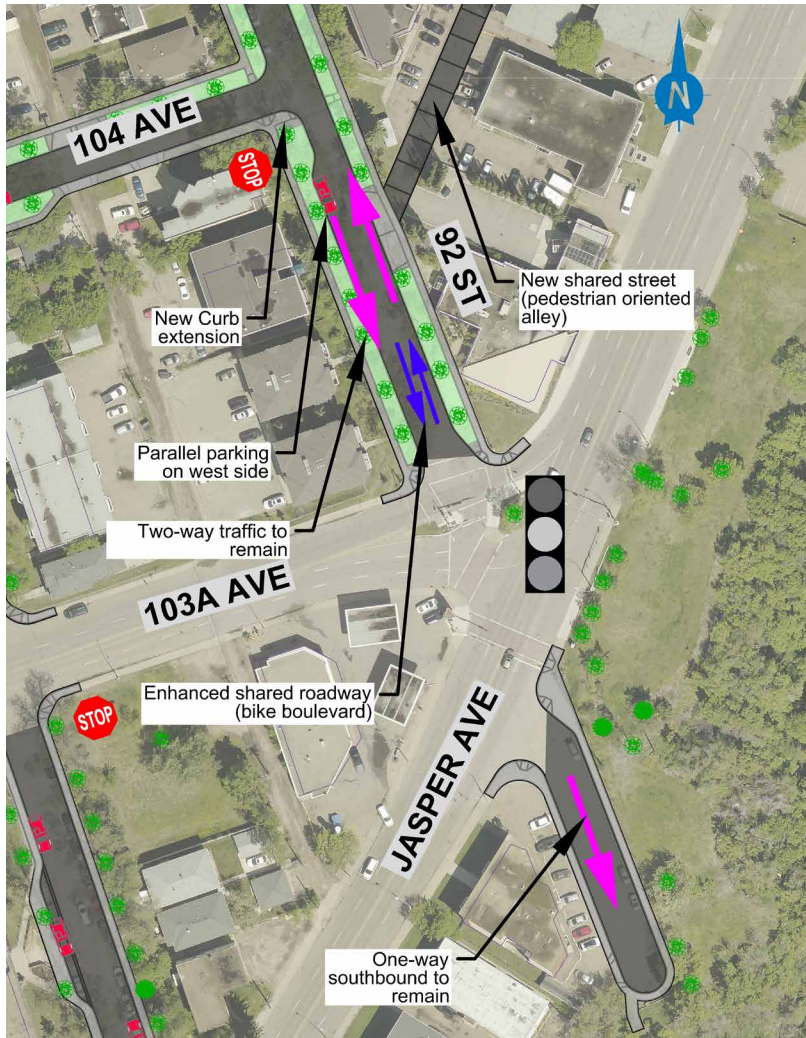 104 AVE
STOP
N
92 ST
New shared street
(pedestrian oriented
alley)
New Curb
extension
Parallel parking
on west side
Two-way traffic to
remain
103A AVE
Enhanced shared roadway
(bike boulevard)
STOP
JASPER AVE
One-way
southbound to
remain